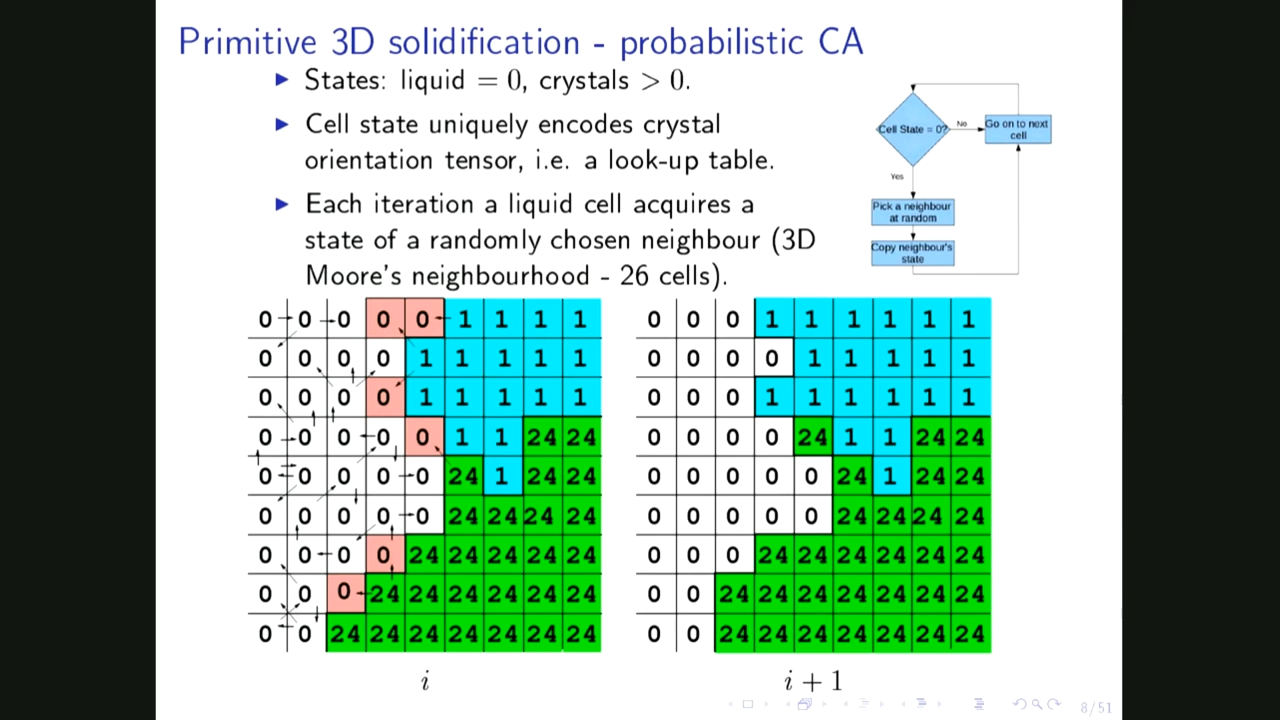 Primitive 3D solidification - probabilistic CA
States: liquid = 0, crystals > 0.
Cell state uniquely encodes crystal
orientation tensor, i.e. a look-up table.
Each iteration a liquid cell acquires a
state of a randomly chosen neighbour (3D
Moore's neighbourhood - 26 cells).
Cell State = 0?
No
Go on to next
cell
Yes
Pick a neighbour
at random
Copy neighbour's
state
0 0 0 0 0 1 1 1 1
0 0 0 0 1 1 1 1 1
0 0 0 0 1 1 1 1 1
0 0 0 0 0 1 1 24 24
0 0 0 0 0 24 1 24 24
0 0 0 0 0 24 24 24 24
0 0 0 0 24 24 24 24 24
0 0 0 24 24 24 24 24 24
0 0 24 24 24 24 24 24 24
i
0 0 0 1 1 1 1 1 1
0 0 0 0 1 1 1 1 1
0 0 0 1 1 1 1 1 1
0 0 0 0 24 1 1 24 24
0 0 0 0 0 24 1 24 24
0 0 0 0 0 24 24 24 24
0 0 0 24 24 24 24 24 24
0 0 24 24 24 24 24 24 24
0 0 24 24 24 24 24 24 24
i + 1
8/51